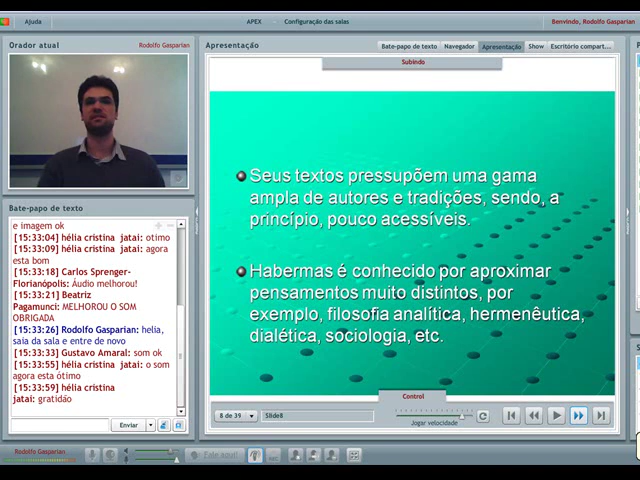 Ajuda
APEX - Configuração das salas
Benvindo, Rodolfo Gasparian
Orador atual
Rodolfo Gasparian
Apresentação
Bate-papo de texto
Navegador
Apresentação
Show
Escritório compart...
Subindo
Seus textos pressupõem uma gama
ampla de autores e tradições, sendo, a
princípio, pouco acessíveis.
Habermas é conhecido por aproximar
pensamentos muito distintos, por
exemplo, filosofia analítica, hermenêutica,
dialética, sociologia, etc.
Bate-papo de texto
e imagem ok
[15:33:04] hélia cristina jatai: otimo
[15:33:09] hélia cristina jatai: agora
esta bom
[15:33:18] Carlos Sprenger-
Florianópolis: Áudio melhorou!
[15:33:21] Beatriz
Pagamunci: MELHOROU O SOM
OBRIGADA
[15:33:26] Rodolfo Gasparian: helia,
saia da sala e entre de novo
[15:33:33] Gustavo Amaral: som ok
[15:33:55] hélia cristina jatai: o som
agora esta ótimo
[15:33:59] hélia cristina
jatai: gratidão
Enviar
Control
8 de 39
Slide8
Jogar velocidade
Rodolfo Gasparian
Fale aqui!